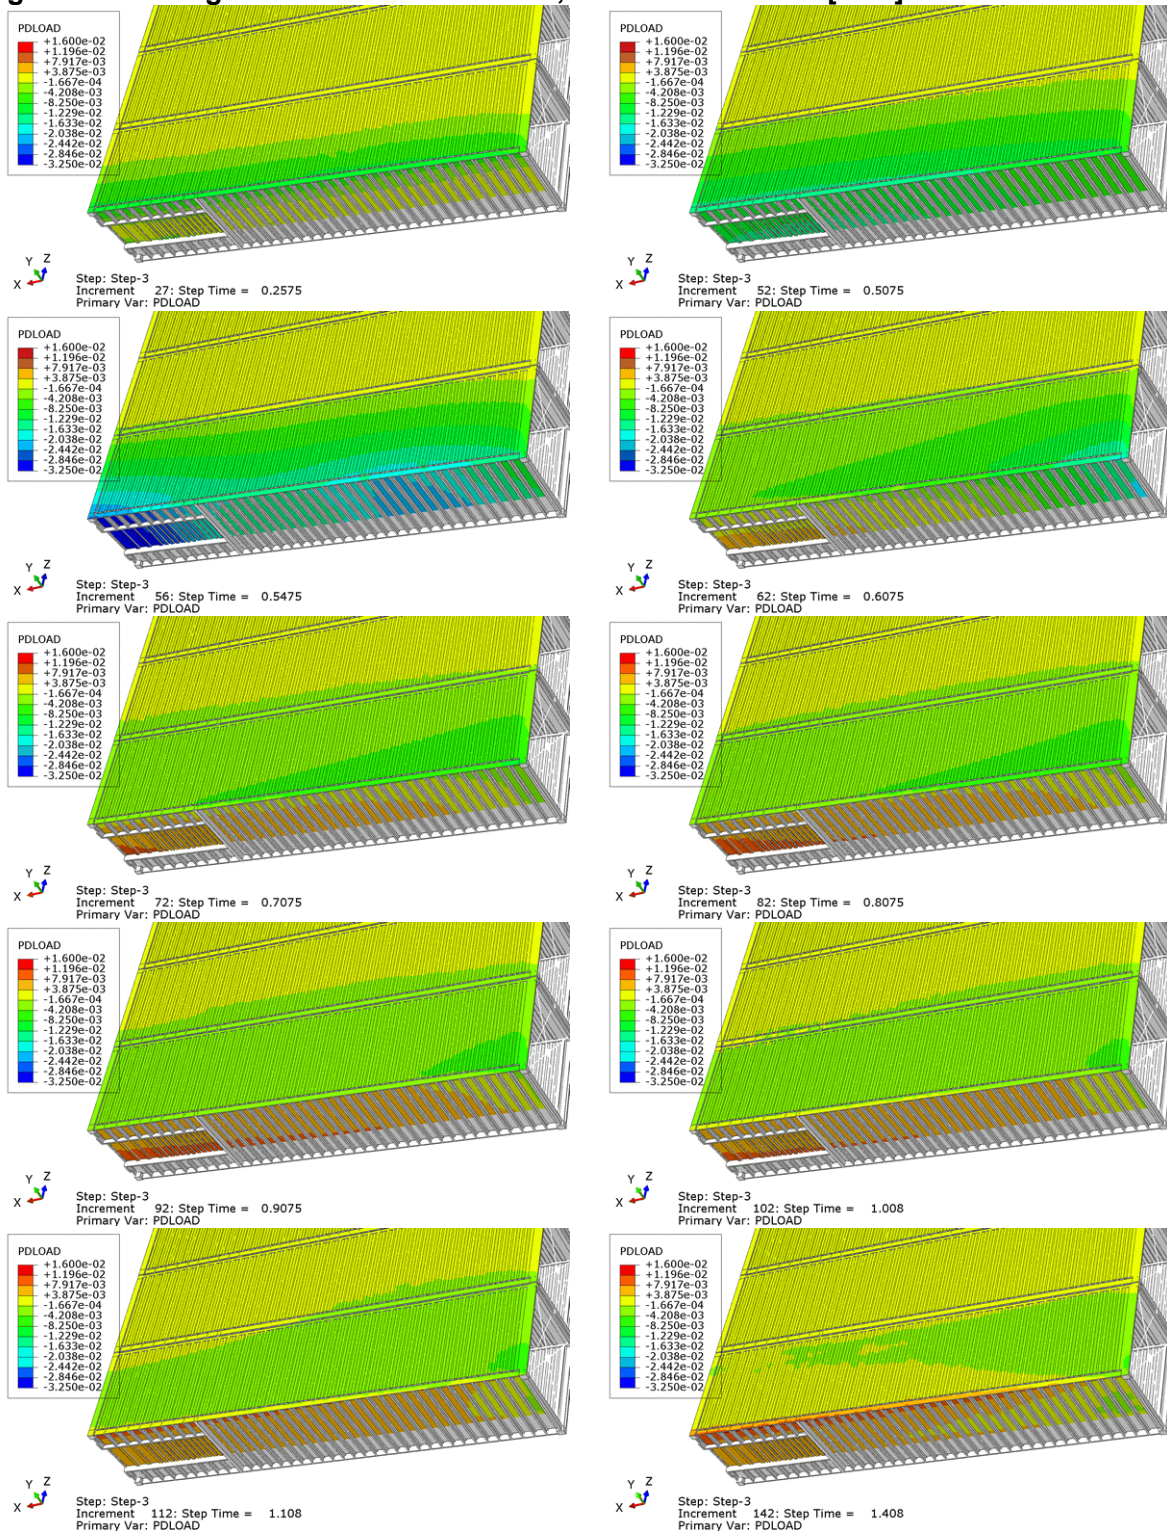 PDLOAD
+1.600e-02
+1.196e-02
+7.917e-03
+3.875e-03
-1.667e-04
-4.208e-03
-8.250e-03
-1.229e-02
-1.633e-02
-2.038e-02
-2.442e-02
-2.846e-02
-3.250e-02
Y Z
X
Step: Step-3
Increment 27: Step Time = 0.2575
Primary Var: PDLOAD
PDLOAD
+1.600e-02
+1.196e-02
+7.917e-03
+3.875e-03
-1.667e-04
-4.208e-03
-8.250e-03
-1.229e-02
-1.633e-02
-2.038e-02
-2.442e-02
-2.846e-02
-3.250e-02
Y Z
X
Step: Step-3
Increment 52: Step Time = 0.5075
Primary Var: PDLOAD
PDLOAD
+1.600e-02
+1.196e-02
+7.917e-03
+3.875e-03
-1.667e-04
-4.208e-03
-8.250e-03
-1.229e-02
-1.633e-02
-2.038e-02
-2.442e-02
-2.846e-02
-3.250e-02
Y Z
X
Step: Step-3
Increment 56: Step Time = 0.5475
Primary Var: PDLOAD
PDLOAD
+1.600e-02
+1.196e-02
+7.917e-03
+3.875e-03
-1.667e-04
-4.208e-03
-8.250e-03
-1.229e-02
-1.633e-02
-2.038e-02
-2.442e-02
-2.846e-02
-3.250e-02
Y Z
X
Step: Step-3
Increment 62: Step Time = 0.6075
Primary Var: PDLOAD
PDLOAD
+1.600e-02
+1.196e-02
+7.917e-03
+3.875e-03
-1.667e-04
-4.208e-03
-8.250e-03
-1.229e-02
-1.633e-02
-2.038e-02
-2.442e-02
-2.846e-02
-3.250e-02
Y Z
X
Step: Step-3
Increment 72: Step Time = 0.7075
Primary Var: PDLOAD
PDLOAD
+1.600e-02
+1.196e-02
+7.917e-03
+3.875e-03
-1.667e-04
-4.208e-03
-8.250e-03
-1.229e-02
-1.633e-02
-2.038e-02
-2.442e-02
-2.846e-02
-3.250e-02
Y Z
X
Step: Step-3
Increment 82: Step Time = 0.8075
Primary Var: PDLOAD
PDLOAD
+1.600e-02
+1.196e-02
+7.917e-03
+3.875e-03
-1.667e-04
-4.208e-03
-8.250e-03
-1.229e-02
-1.633e-02
-2.038e-02
-2.442e-02
-2.846e-02
-3.250e-02
Y Z
X
Step: Step-3
Increment 92: Step Time = 0.9075
Primary Var: PDLOAD
PDLOAD
+1.600e-02
+1.196e-02
+7.917e-03
+3.875e-03
-1.667e-04
-4.208e-03
-8.250e-03
-1.229e-02
-1.633e-02
-2.038e-02
-2.442e-02
-2.846e-02
-3.250e-02
Y Z
X
Step: Step-3
Increment 102: Step Time = 1.008
Primary Var: PDLOAD
PDLOAD
+1.600e-02
+1.196e-02
+7.917e-03
+3.875e-03
-1.667e-04
-4.208e-03
-8.250e-03
-1.229e-02
-1.633e-02
-2.038e-02
-2.442e-02
-2.846e-02
-3.250e-02
Y Z
X
Step: Step-3
Increment 112: Step Time = 1.108
Primary Var: PDLOAD
PDLOAD
+1.600e-02
+1.196e-02
+7.917e-03
+3.875e-03
-1.667e-04
-4.208e-03
-8.250e-03
-1.229e-02
-1.633e-02
-2.038e-02
-2.442e-02
-2.846e-02
-3.250e-02
Y Z
X
Step: Step-3
Increment 142: Step Time = 1.408
Primary Var: PDLOAD